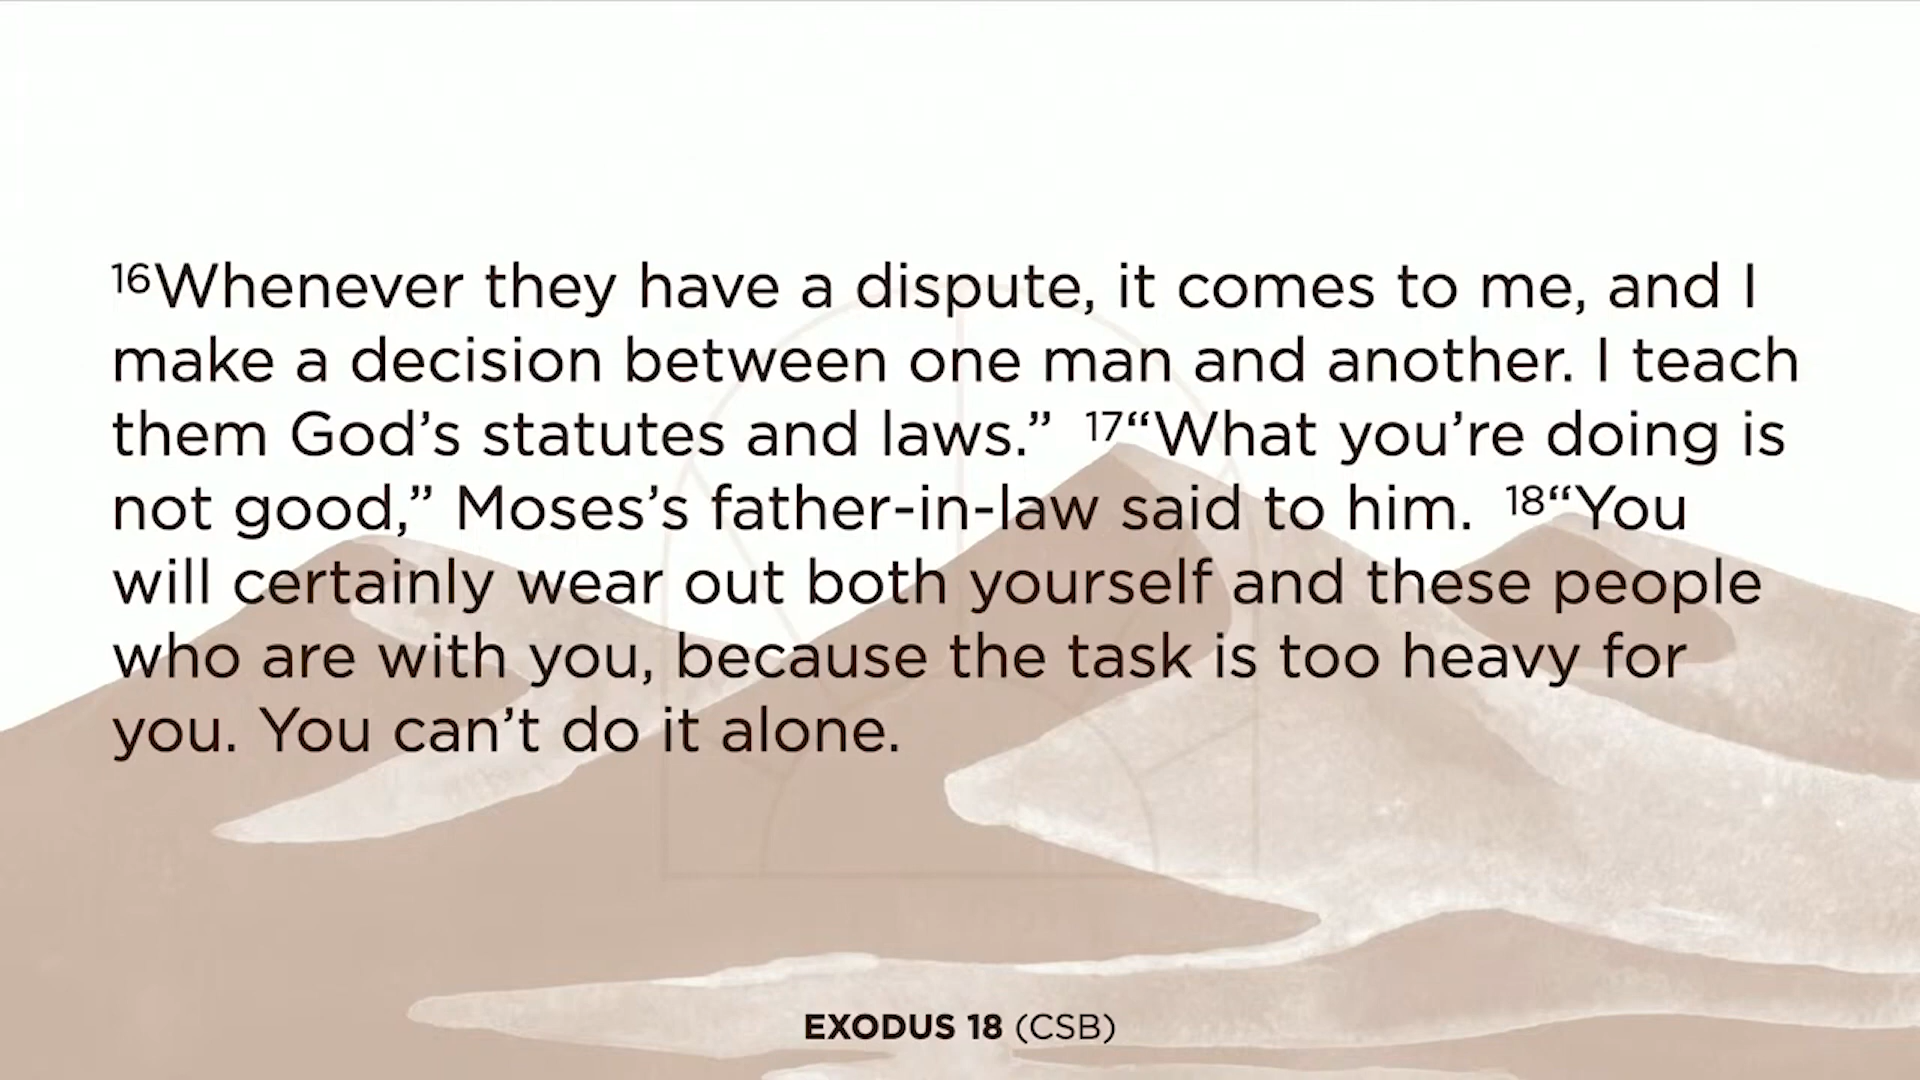 16Whenever they have a dispute, it comes to me, and I
make a decision between one man and another. I teach
them God’s statutes and laws.” 17“What you’re doing is
not good,” Moses’s father-in-law said to him. 18“You
will certainly wear out both yourself and these people
who are with you, because the task is too heavy for
you. You can’t do it alone.
EXODUS 18 (CSB)